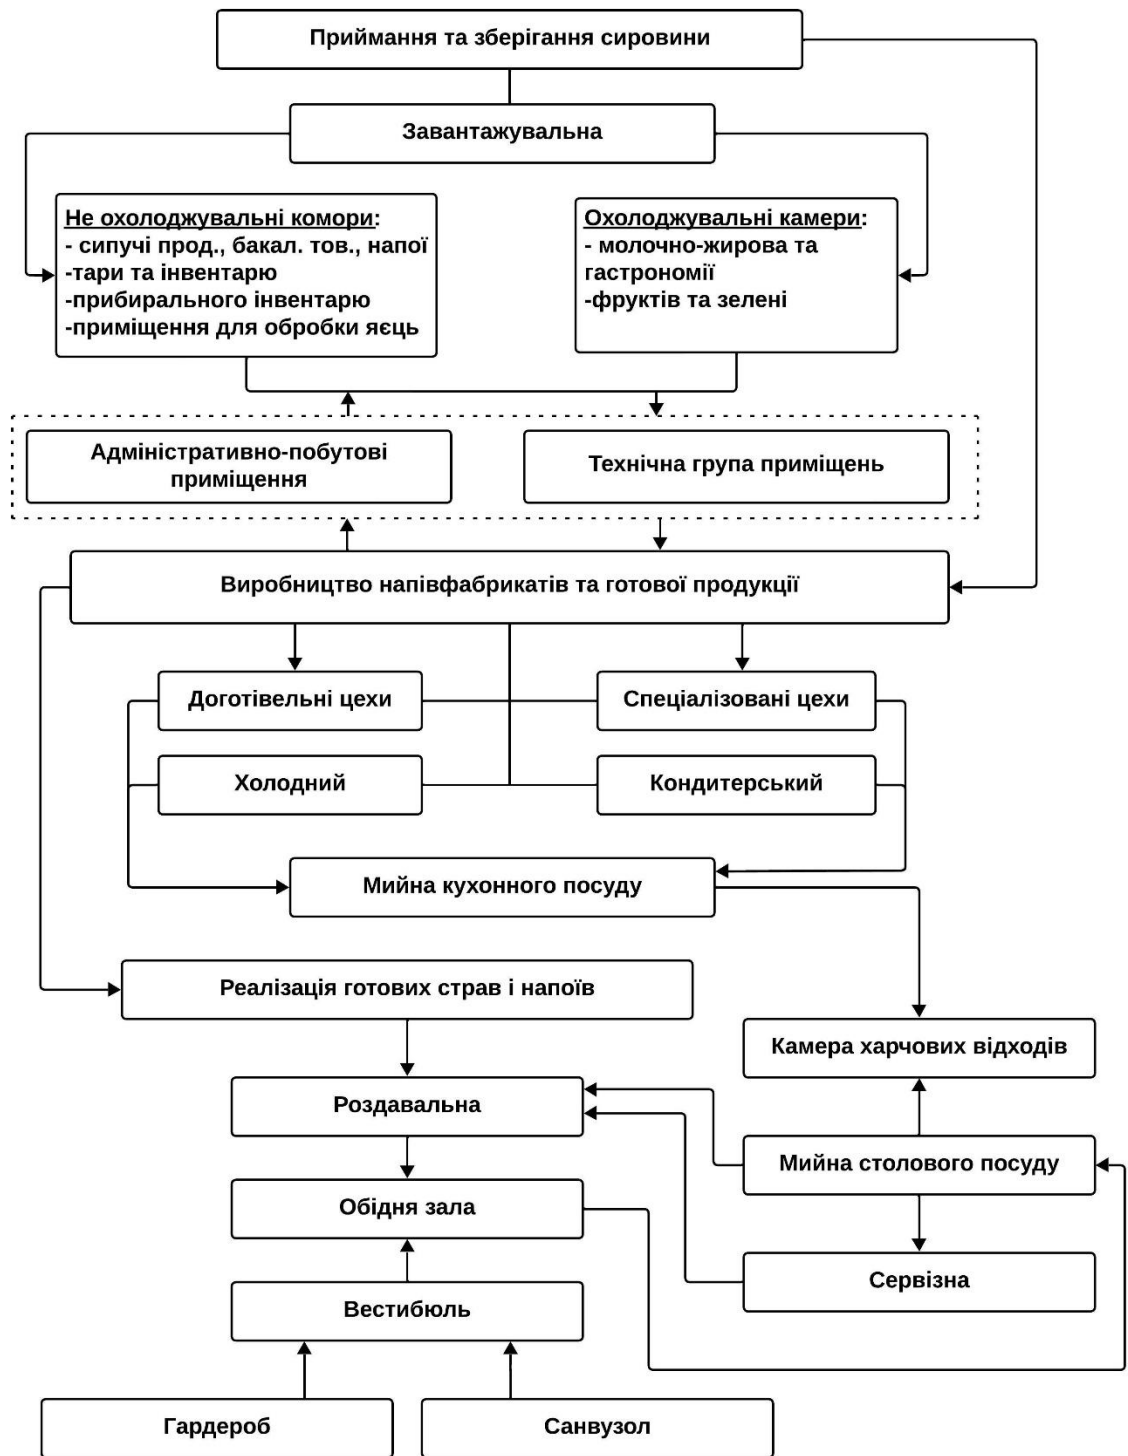 Приймання та зберігання сировини
Завантажувальна
Не охолоджувальні комори:
- сипучі прод., бакал. тов., напої
-тари та інвентарю
-прибирального інвентарю
-приміщення для обробки яєць
Охолоджувальні камери:
- молочно-жирова та
гастрономії
-фруктів та зелені
Адміністративно-побутові
приміщення
Технічна група приміщень
Виробництво напівфабрикатів та готової продукції
Доготівельні цехи
Спеціалізовані цехи
Холодний
Кондитерський
Мийна кухонного посуду
Реалізація готових страв і напоїв
Камера харчових відходів
Роздавальна
Мийна столового посуду
Обідня зала
Сервізна
Вестибюль
Гардероб
Санвузол